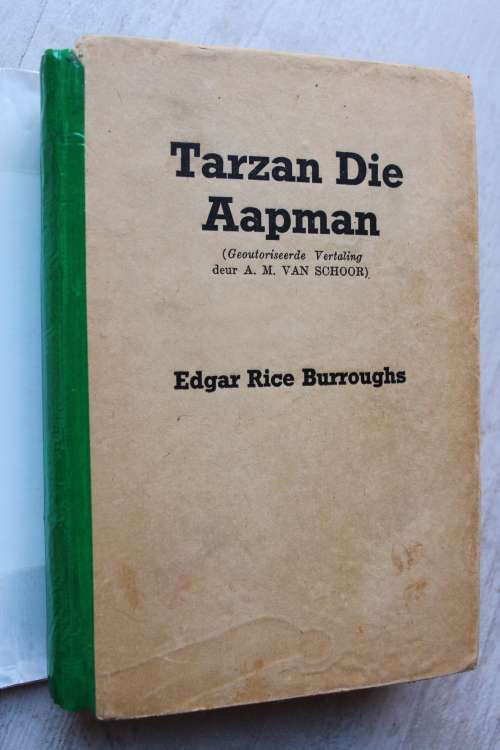 Tarzan Die
Aapman
(Geoutoriseerde Vertaling
deur A. M. VAN SCHOOR)
Edgar Rice Burroughs